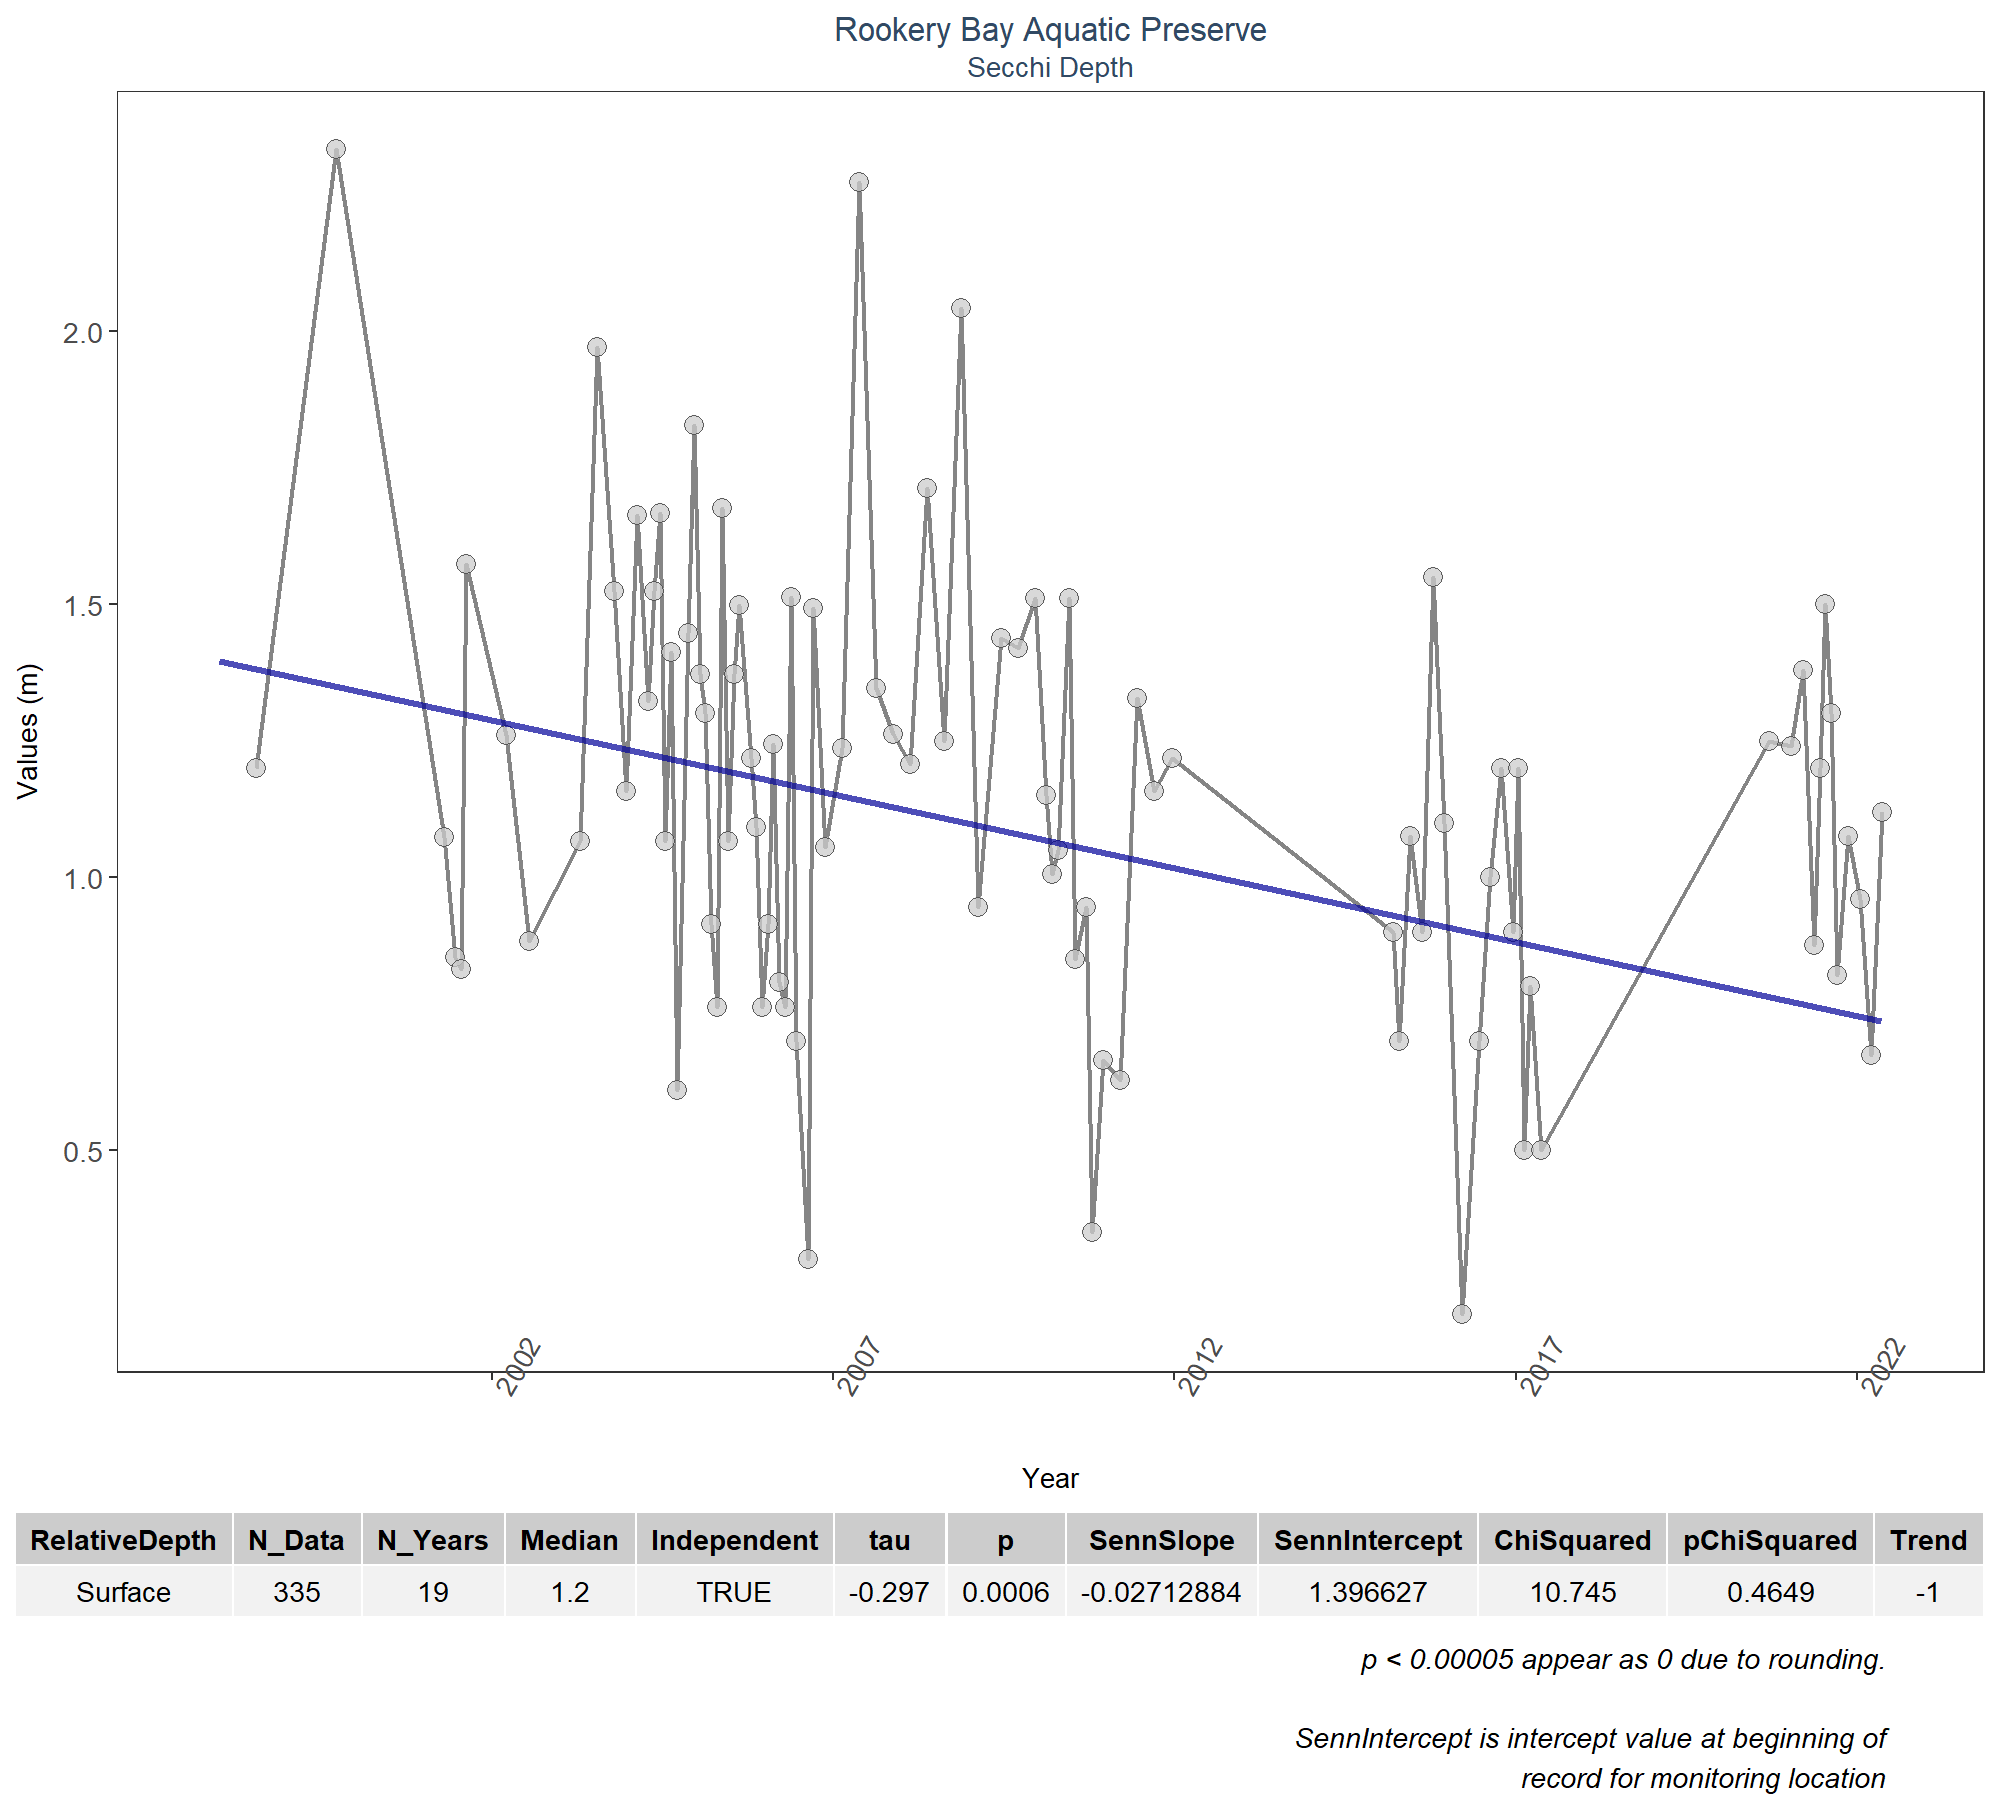 Rookery Bay Aquatic Preserve
Secchi Depth
Values (m)
2.0
1.5
1.0
0.5
2002 2007 2012 2017 2022
Year
RelativeDepth N_Data N_Years Median Independent tau p SennSlope SennIntercept ChiSquared pChiSquared Trend
Surface 335 19 1.2 TRUE -0.297 0.0006 -0.02712884 1.396627 10.745 0.4649 -1
p < 0.00005 appear as 0 due to rounding.
SennIntercept is intercept value at beginning of
record for monitoring location